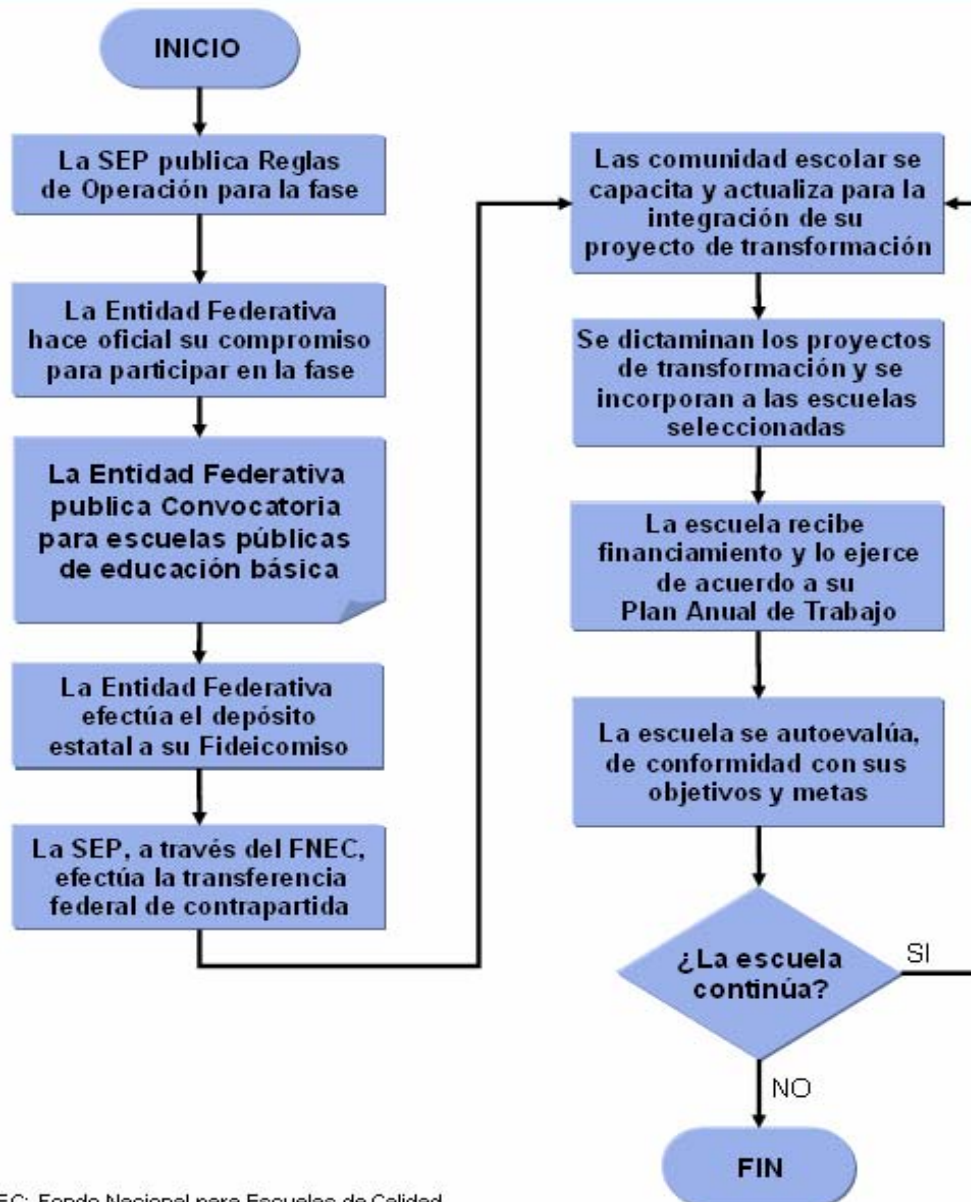 INICIO
La SEP publica Reglas
de Operación para la fase
La Entidad Federativa
hace oficial su compromiso
para participar en la fase
La Entidad Federativa
publica Convocatoria
para escuelas públicas
de educación básica
La Entidad Federativa
efectúa el depósito
estatal a su Fideicomiso
La SEP, a través del FNEC,
efectúa la transferencia
federal de contrapartida
Las comunidad escolar se
capacita y actualiza para la
integración de su
proyecto de transformación
Se dictaminan los proyectos
de transformación y se
incorporan a las escuelas
seleccionadas
La escuela recibe
financiamiento y lo ejerce
de acuerdo a su
Plan Anual de Trabajo
La escuela se autoevalúa,
de conformidad con sus
objetivos y metas
¿La escuela
continúa?
SI
NO
FIN
EC: Fondo Nacional para Escuelas de Calidad